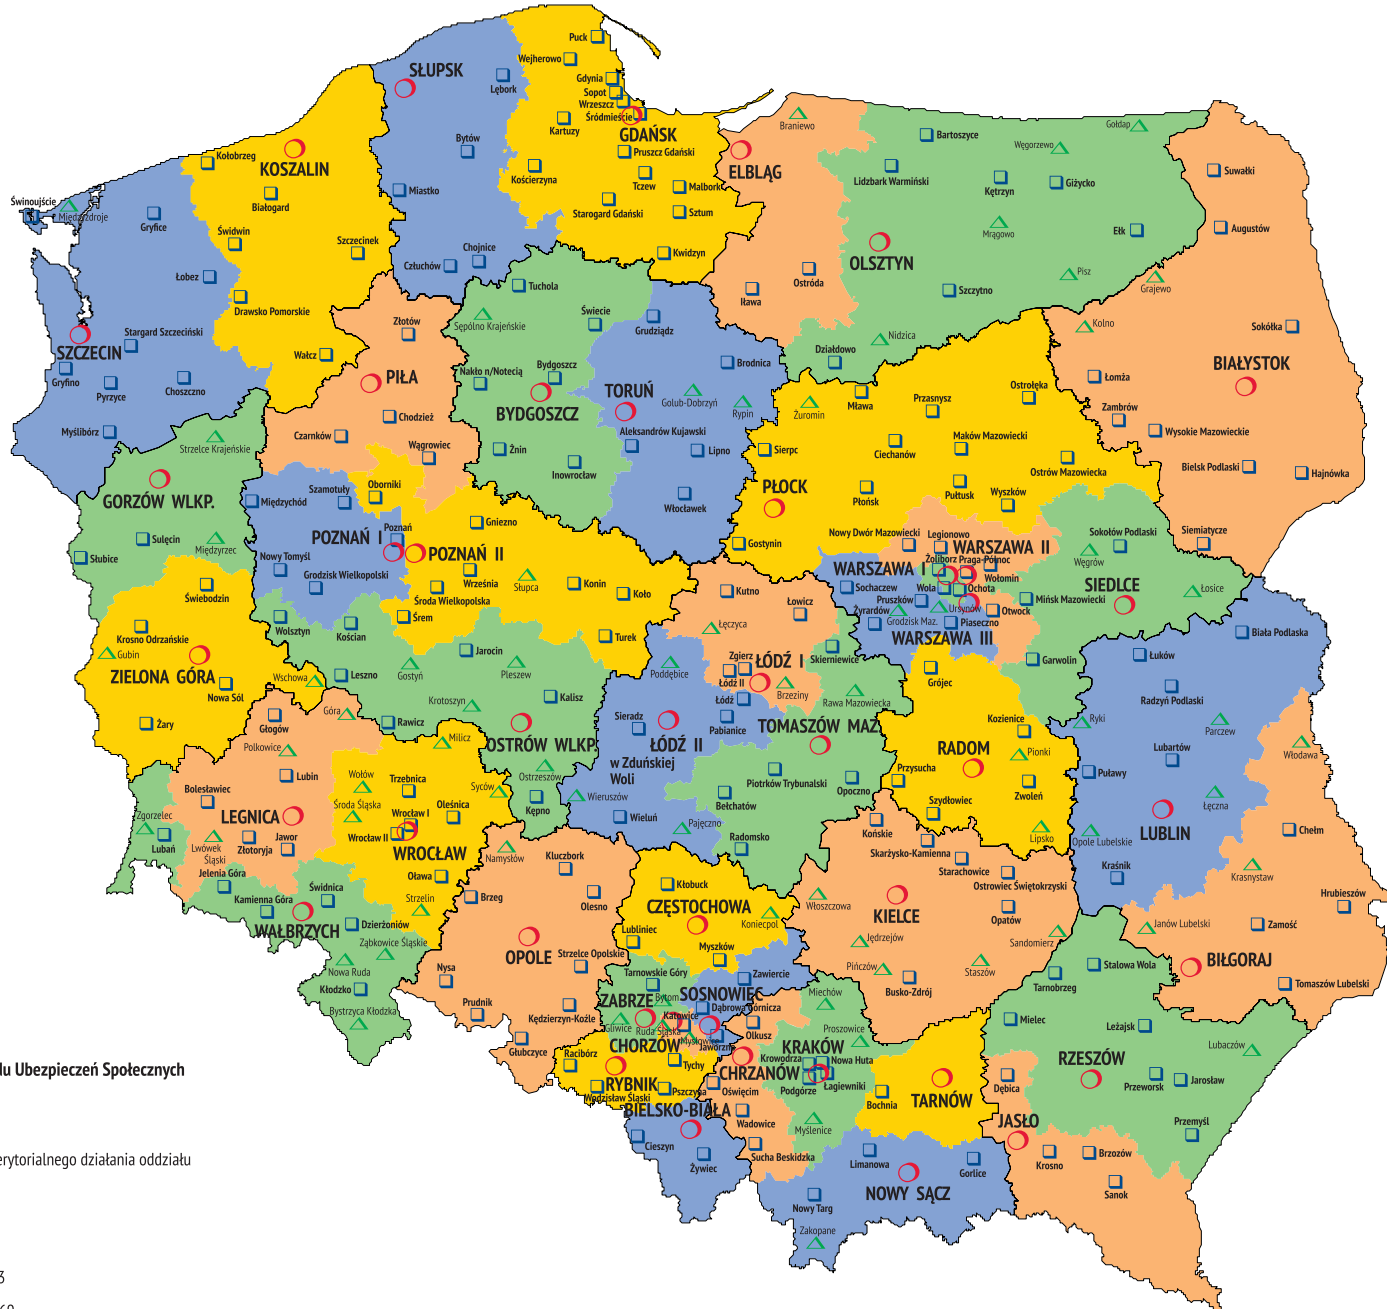 Puck
Wejherowo
Gdynia
Sopot
Wrzeszcz
Śródmieście
GDAŃSK
Kartuzy
Pruszcz Gdański
Kościerzyna
Tczew
Malbork
Starogard Gdański
Sztum
Kwidzyn
SŁUPSK
Lębork
Bytów
Miastko
Chojnice
Człuchów
KOSZALIN
Kołobrzeg
Białogard
Świdwin
Szczecinek
Drawsko Pomorskie
Wałcz
Świnoujście
Międzyzdroje
Gryfice
Łobez
Stargard Szczeciński
SZCZECIN
Gryfino
Pyrzyce
Choszczno
Myślibórz
ELBLĄG
Braniewo
Iława
Ostróda
Bartoszyce
Gołdap
Węgorzewo
Lidzbark Warmiński
Kętrzyn
Giżycko
Mrągowo
Ełk
OLSZTYN
Pisz
Szczytno
Nidzica
Działdowo
Suwałki
Augustów
Grajewo
Kolno
Sokółka
BIAŁYSTOK
Łomża
Zambrów
Wysokie Mazowieckie
Bielsk Podlaski
Hajnówka
Siemiatycze
Złotów
PIŁA
Chodzież
Czarnków
Wągrowiec
Tuchola
Sępólno Krajeńskie
Świecie
Nakło n/Notecią
Bydgoszcz
BYDGOSZCZ
Żnin
Inowrocław
Grudziądz
Brodnica
TORUŃ
Golub-Dobrzyń
Rypin
Aleksandrów Kujawski
Lipno
Włocławek
Żuromin
Mława
Przasnysz
Ostrołęka
Sierpc
Ciechanów
Maków Mazowiecki
Ostrów Mazowiecka
PŁOCK
Płońsk
Pułtusk
Wyszków
Gostynin
Strzelce Krajeńskie
GORZÓW WLKP.
Sulęcin
Międzyrzec
Słubice
Międzychód
Szamotuły
Oborniki
POZNAŃ I
Poznań
POZNAŃ II
Nowy Tomyśl
Grodzisk Wielkopolski
Gniezno
Września
Środa Wielkopolska
Słupca
Konin
Koło
Śrem
Turek
Świebodzin
Krosno Odrzańskie
Gubin
ZIELONA GÓRA
Nowa Sól
Wschowa
Żary
Wolsztyn
Kościan
Leszno
Gostyń
Jarocin
Pleszew
Krotoszyn
Kalisz
Rawicz
OSTRÓW WLKP.
Ostrzeszów
Kępno
Nowy Dwór Mazowiecki
Legionowo
WARSZAWA II
WARSZAWA I
Żoliborz
Praga-Północ
Wołomin
Sochaczew
Wola
Ochota
Pruszków
Ursynów
Otwock
Żyrardów
Grodzisk Maz.
Piaseczno
WARSZAWA III
Sokołów Podlaski
Węgrów
SIEDLCE
Łosice
Mińsk Mazowiecki
Garwolin
Kutno
Łowicz
Łęczyca
Zgierz
ŁÓDŹ I
Łódź II
Brzeziny
Skierniewice
Poddębice
Łódź
Sieradz
Pabianice
ŁÓDŹ II
w Zduńskiej
Woli
Wieruszów
Wieluń
Pajęczno
Rawa Mazowiecka
TOMASZÓW MAZ.
Piotrków Trybunalski
Opoczno
Bełchatów
Radomsko
Grójec
Kozienice
RADOM
Pionki
Przysucha
Zwoleń
Szydłowiec
Lipsko
Biała Podlaska
Łuków
Radzyń Podlaski
Ryki
Parczew
Lubartów
Puławy
Łęczna
LUBLIN
Opole Lubelskie
Kraśnik
Włodawa
Chełm
Krasnystaw
Hrubieszów
Janów Lubelski
Zamość
BIŁGORAJ
Tomaszów Lubelski
Głogów
Góra
Polkowice
Lubin
Bolesławiec
LEGNICA
Zgorzelec
Lubań
Lwówek
Śląski
Złotoryja
Jawor
Jelenia Góra
Milicz
Wołów
Trzebnica
Środa Śląska
Syców
Oleśnica
Wrocław I
Wrocław II
WROCŁAW
Oława
Strzelin
Kamienna Góra
Świdnica
WAŁBRZYCH
Dzierżoniów
Ząbkowice Śląskie
Nowa Ruda
Kłodzko
Bystrzyca Kłodzka
Namysłów
Kluczbork
Brzeg
Olesno
OPOLE
Strzelce Opolskie
Nysa
Prudnik
Kędzierzyn-Koźle
Głubczyce
Kłobuck
CZĘSTOCHOWA
Koniecpol
Lubliniec
Myszków
Tarnowskie Góry
Zawiercie
ZABRZE
Bytom
SOSNOWIEC
Dąbrowa Górnicza
Gliwice
Ruda Śląska
Katowice
Mysłowice
Jaworzno
CHORZÓW
Racibórz
Tychy
RYBNIK
Wodzisław Śląski
Pszczyna
BIELSKO-BIAŁA
Cieszyn
Żywiec
Końskie
Skarżysko-Kamienna
Starachowice
Ostrowiec Świętokrzyski
Włoszczowa
KIELCE
Opatów
Jędrzejów
Sandomierz
Pińczów
Staszów
Busko-Zdrój
Miechów
Proszowice
Olkusz
KRAKÓW
CHRZANÓW
Krowodrza
Nowa Huta
Podgórze
Łagiewniki
Oświęcim
Wadowice
Myślenice
Sucha Beskidzka
Bochnia
TARNÓW
Limanowa
Gorlice
NOWY SĄCZ
Nowy Targ
Zakopane
Stalowa Wola
Tarnobrzeg
Mielec
Leżajsk
Lubaczów
RZESZÓW
Przeworsk
Jarosław
Przemyśl
Dębica
JASŁO
Krosno
Brzozów
Sanok
du Ubezpieczeń Społecznych
erytorialnego działania oddziału
3